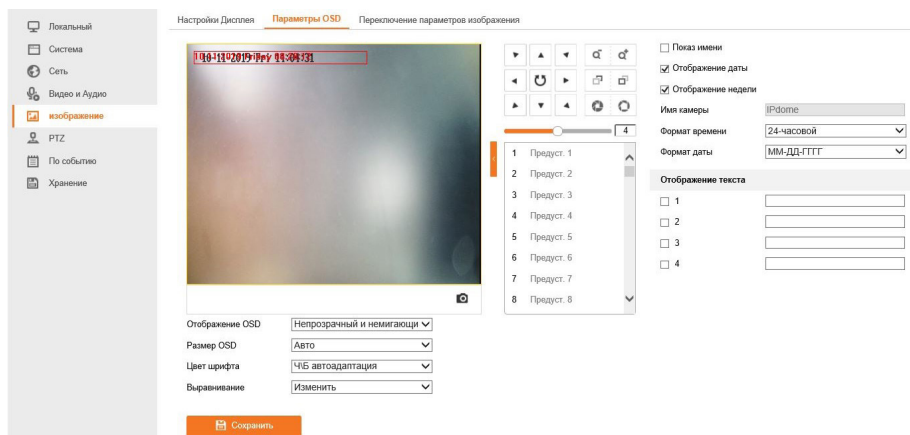 Настройки Дисплея Параметры OSD Переключение параметров изображения
Локальный
Система
Сеть
Видео и Аудио
изображение
PTZ
По событию
Хранение
4
1 Предуст. 1
2 Предуст. 2
3 Предуст. 3
4 Предуст. 4
5 Предуст. 5
6 Предуст. 6
7 Предуст. 7
8 Предуст. 8
Отображение OSD Непрозрачный и немигающи
Размер OSD Авто
Цвет шрифта Ч\Б автоадаптация
Выравнивание Изменить
Сохранить
Показ имени
Отображение даты
Отображение недели
Имя камеры IPdome
Формат времени 24-часовой
Формат даты ММ-ДД-ГГГГ
Отображение текста
1
2
3
4